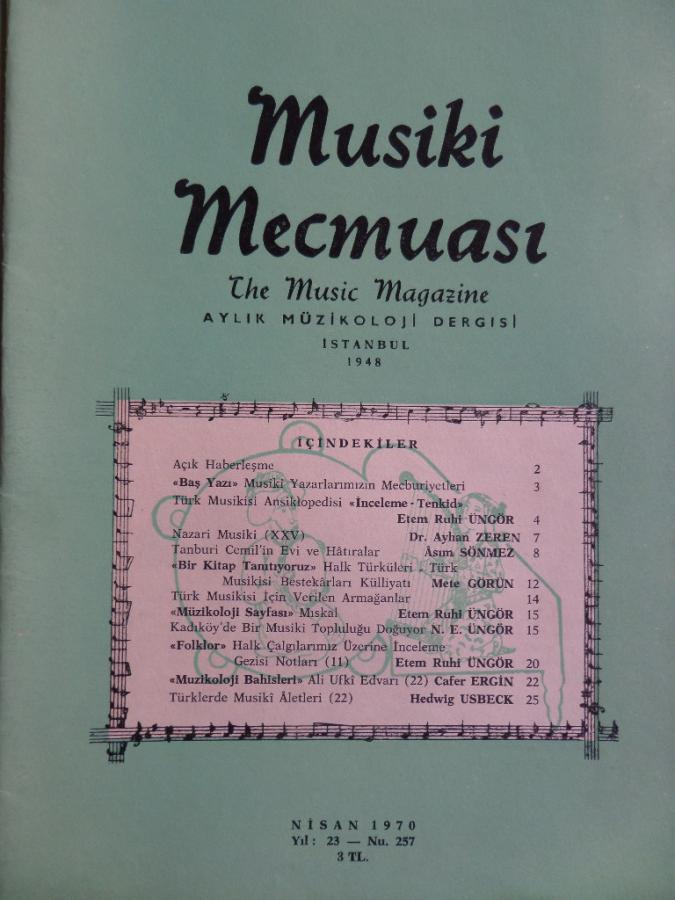 Musiki
Mecmuası
The Music Magazine
AYLIK MÜZİKOLOJİ DERGİSİ
İSTANBUL
1948
İÇİNDEKİLER
Açık Haberleşme 2
«Baş Yazı» Musikî Yazarlarımızın Mecburiyetleri 3
Türk Musikisi Ansiklopedisi «İnceleme - Tenkid»
Etem Ruhi ÜNGÖR 4
Nazari Musiki (XXV) Dr. Ayhan ZEREN 7
Tanburi Cemil'in Evi ve Hâtıralar Âsım SÖNMEZ 8
«Bir Kitap Tanıtıyoruz» Halk Türküleri - Türk
Musikisi Bestekârları Külliyatı Mete GÖRÜN 12
Türk Musikisi İçin Verilen Armağanlar 14
«Müzikoloji Sayfası» Mıskal Etem Ruhi ÜNGÖR 15
Kadıköy'de Bir Musiki Topluluğu Doğuyor N. E. ÜNGÖR 15
«Folklor» Halk Çalgılarımız Üzerine İnceleme
Gezisi Notları (11) Etem Ruhi ÜNGÖR 20
«Muzikoloji Bahisleri» Ali Ufkî Edvarı (22) Cafer ERGİN 22
Türklerde Musikî Âletleri (22) Hedwig USBECK 25
NİSAN 1970
Yıl : 23 — Nu. 257
3 TL.